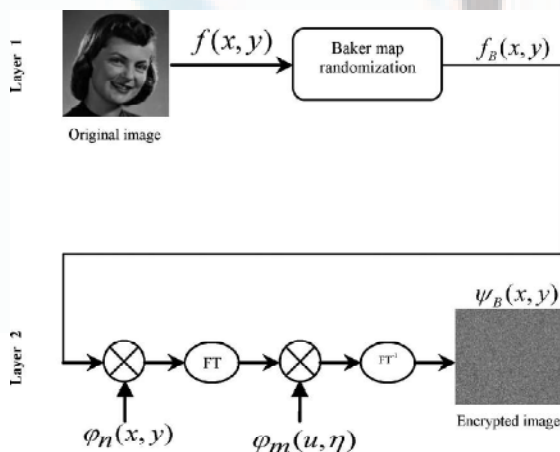 Layer 1
f(x, y)
Baker map
randomization
f_B(x, y)
Original image
Layer 2
ψ_B(x, y)
FT
FT⁻¹
φ_n(x, y)
φ_m(u, η)
Encrypted image